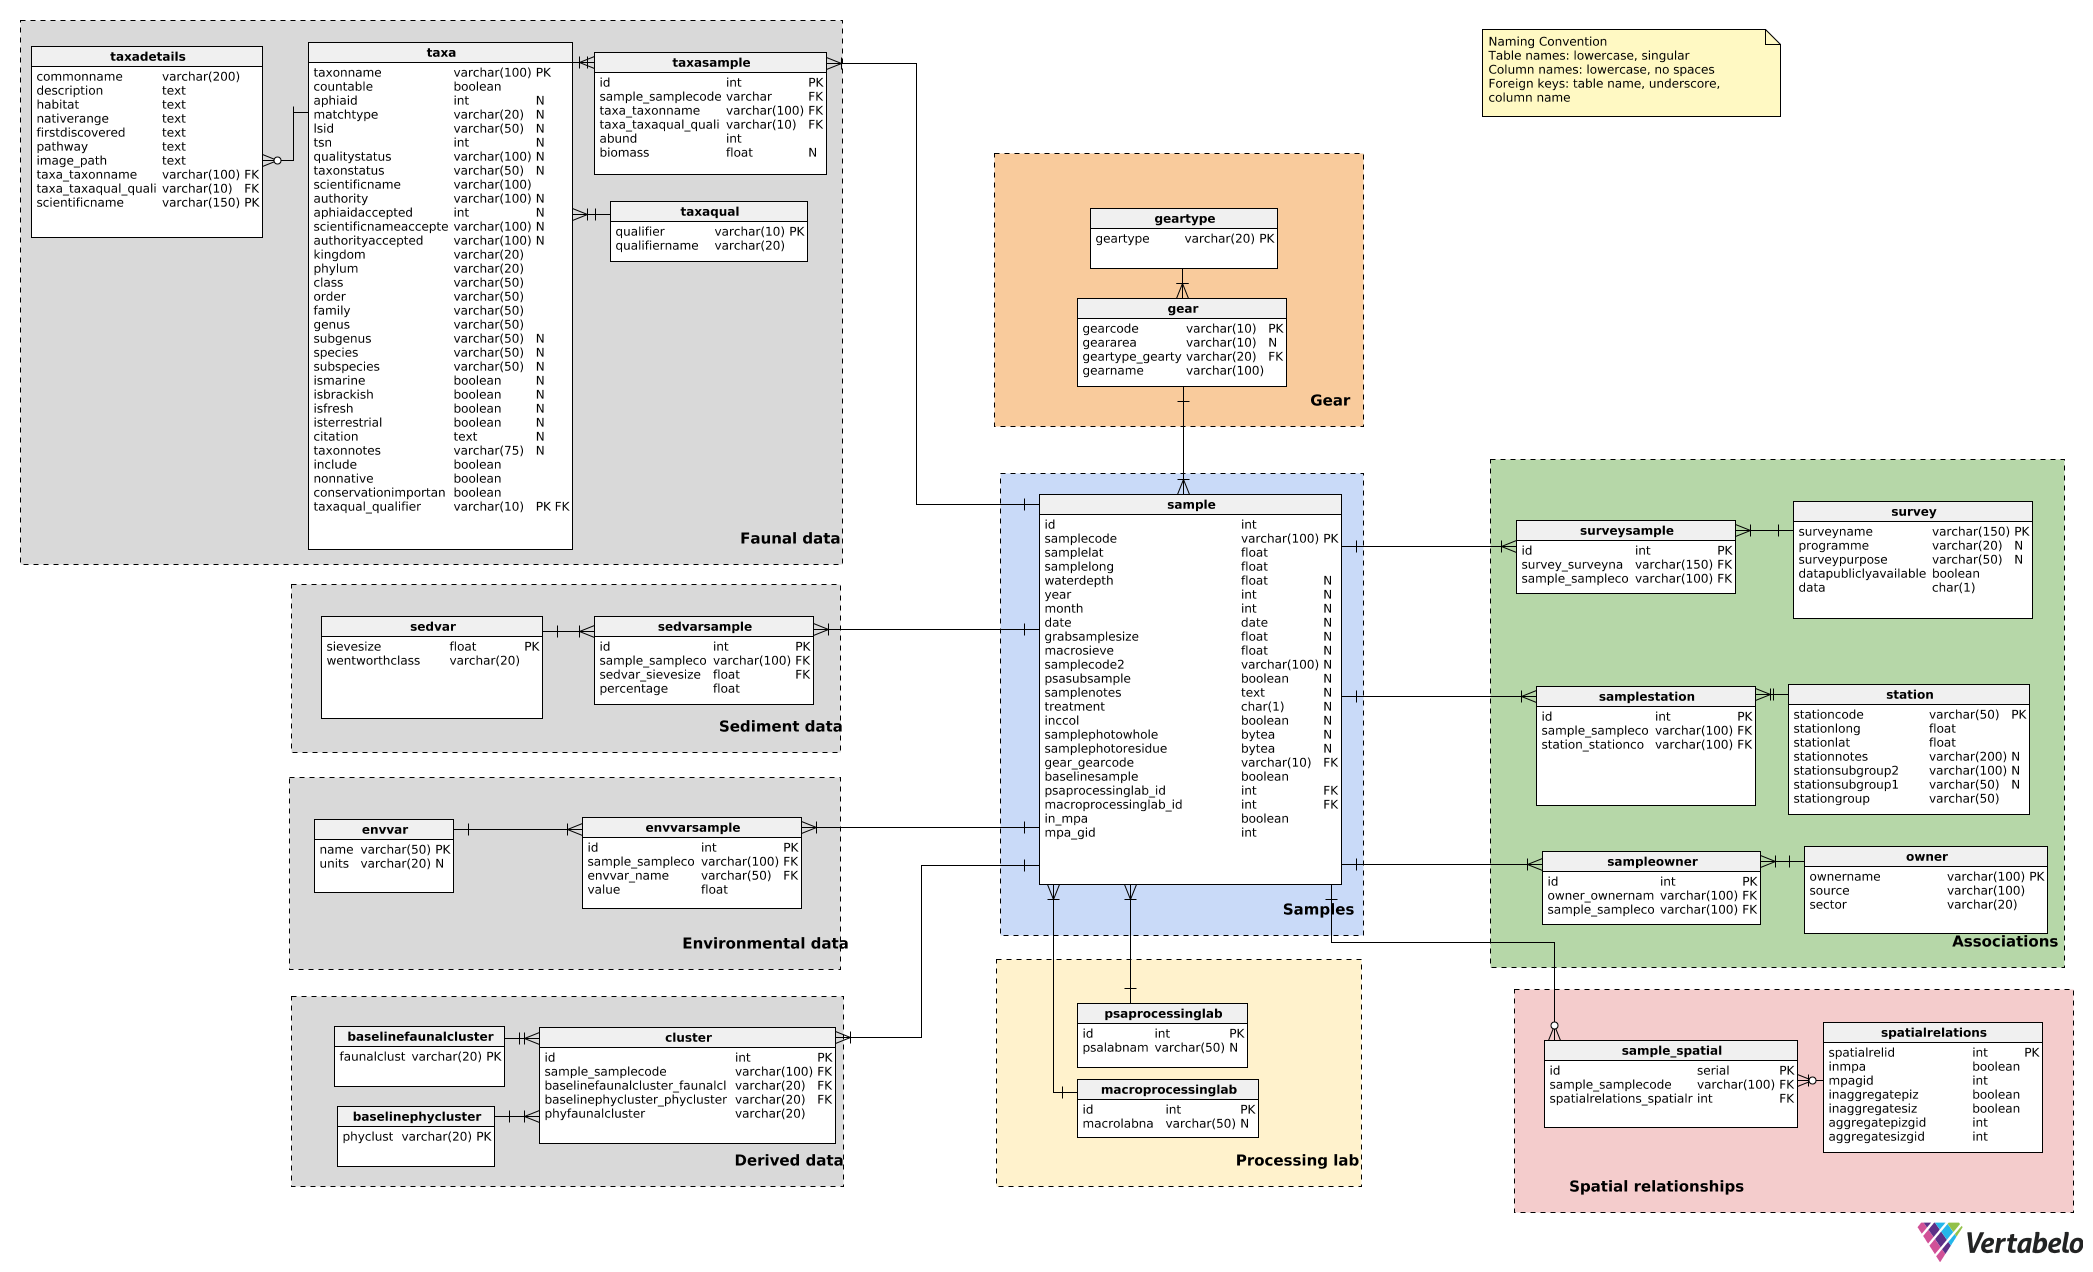 Naming Convention
Table names: lowercase, singular
Column names: lowercase, no spaces
Foreign keys: table name, underscore,
column name
taxadetails
commonname varchar(200)
description text
habitat text
nativerange text
firstdiscovered text
pathway text
image_path text
taxa_taxonname varchar(100) FK
taxa_taxaqual_quali varchar(10) FK
scientificname varchar(150) PK
taxa
taxonname varchar(100) PK
countable boolean
aphiaid int N
matchtype varchar(20) N
lsid varchar(50) N
tsn int N
qualitystatus varchar(100) N
taxonstatus varchar(50) N
scientificname varchar(100)
authority varchar(100) N
aphiaidaccepted int N
scientificnameaccepte varchar(100) N
authorityaccepted varchar(100) N
kingdom varchar(20)
phylum varchar(20)
class varchar(50)
order varchar(50)
family varchar(50)
genus varchar(50)
subgenus varchar(50) N
species varchar(50) N
subspecies varchar(50) N
ismarine boolean N
isbrackish boolean N
isfresh boolean N
isterrestrial boolean N
citation text N
taxonnotes varchar(75) N
include boolean
nonnative boolean
conservationimportan boolean
taxaqual_qualifier varchar(10) PK FK
taxasample
id int PK
sample_samplecode varchar FK
taxa_taxonname varchar(100) FK
taxa_taxaqual_quali varchar(10) FK
abund int
biomass float N
taxaqual
qualifier varchar(10) PK
qualifiername varchar(20)
Faunal data
geartype
geartype varchar(20) PK
gear
gearcode varchar(10) PK
geararea varchar(10) N
geartype_gearty varchar(20) FK
gearname varchar(100)
Gear
sample
id int
samplecode varchar(100) PK
samplelat float
samplelong float
waterdepth float N
year int N
month int N
date date N
grabsamplesize float N
macrosieve float N
samplecode2 varchar(100) N
psasubsample boolean N
samplenotes text N
treatment char(1) N
inccol boolean N
samplephotowhole bytea N
samplephotoresidue bytea N
gear_gearcode varchar(10) FK
baselinesample boolean
psaprocessinglab_id int FK
macroprocessinglab_id int FK
in_mpa boolean
mpa_gid int
Samples
surveysample
id int PK
survey_surveyna varchar(150) FK
sample_sampleco varchar(100) FK
survey
surveyname varchar(150) PK
programme varchar(20) N
surveypurpose varchar(50) N
datapubliclyavailable boolean
data char(1)
samplestation
id int PK
sample_sampleco varchar(100) FK
station_stationco varchar(100) FK
station
stationcode varchar(50) PK
stationlong float
stationlat float
stationnotes varchar(200) N
stationsubgroup2 varchar(100) N
stationsubgroup1 varchar(50) N
stationgroup varchar(50)
sampleowner
id int PK
owner_ownernam varchar(100) FK
sample_sampleco varchar(100) FK
owner
ownername varchar(100) PK
source varchar(100)
sector varchar(20)
Associations
sedvar
sievesize float PK
wentworthclass varchar(20)
sedvarsample
id int PK
sample_sampleco varchar(100) FK
sedvar_sievesize float FK
percentage float
Sediment data
envvar
name varchar(50) PK
units varchar(20) N
envvarsample
id int PK
sample_sampleco varchar(100) FK
envvar_name varchar(50) FK
value float
Environmental data
baselinefaunalcluster
faunalclust varchar(20) PK
baselinephycluster
phyclust varchar(20) PK
cluster
id int PK
sample_samplecode varchar(100) FK
baselinefaunalcluster_faunalcl varchar(20) FK
baselinephycluster_phycluster varchar(20) FK
phyfaunalcluster varchar(20)
Derived data
psaprocessinglab
id int PK
psalabnam varchar(50) N
macroprocessinglab
id int PK
macrolabna varchar(50) N
Processing lab
sample_spatial
id serial PK
sample_samplecode varchar(100) FK
spatialrelations_spatialr int FK
spatialrelations
spatialrelid int PK
inmpa boolean
mpagid int
inaggregatepiz boolean
inaggregatesiz boolean
aggregatepizgid int
aggregatesizgid int
Spatial relationships
Vertabelo